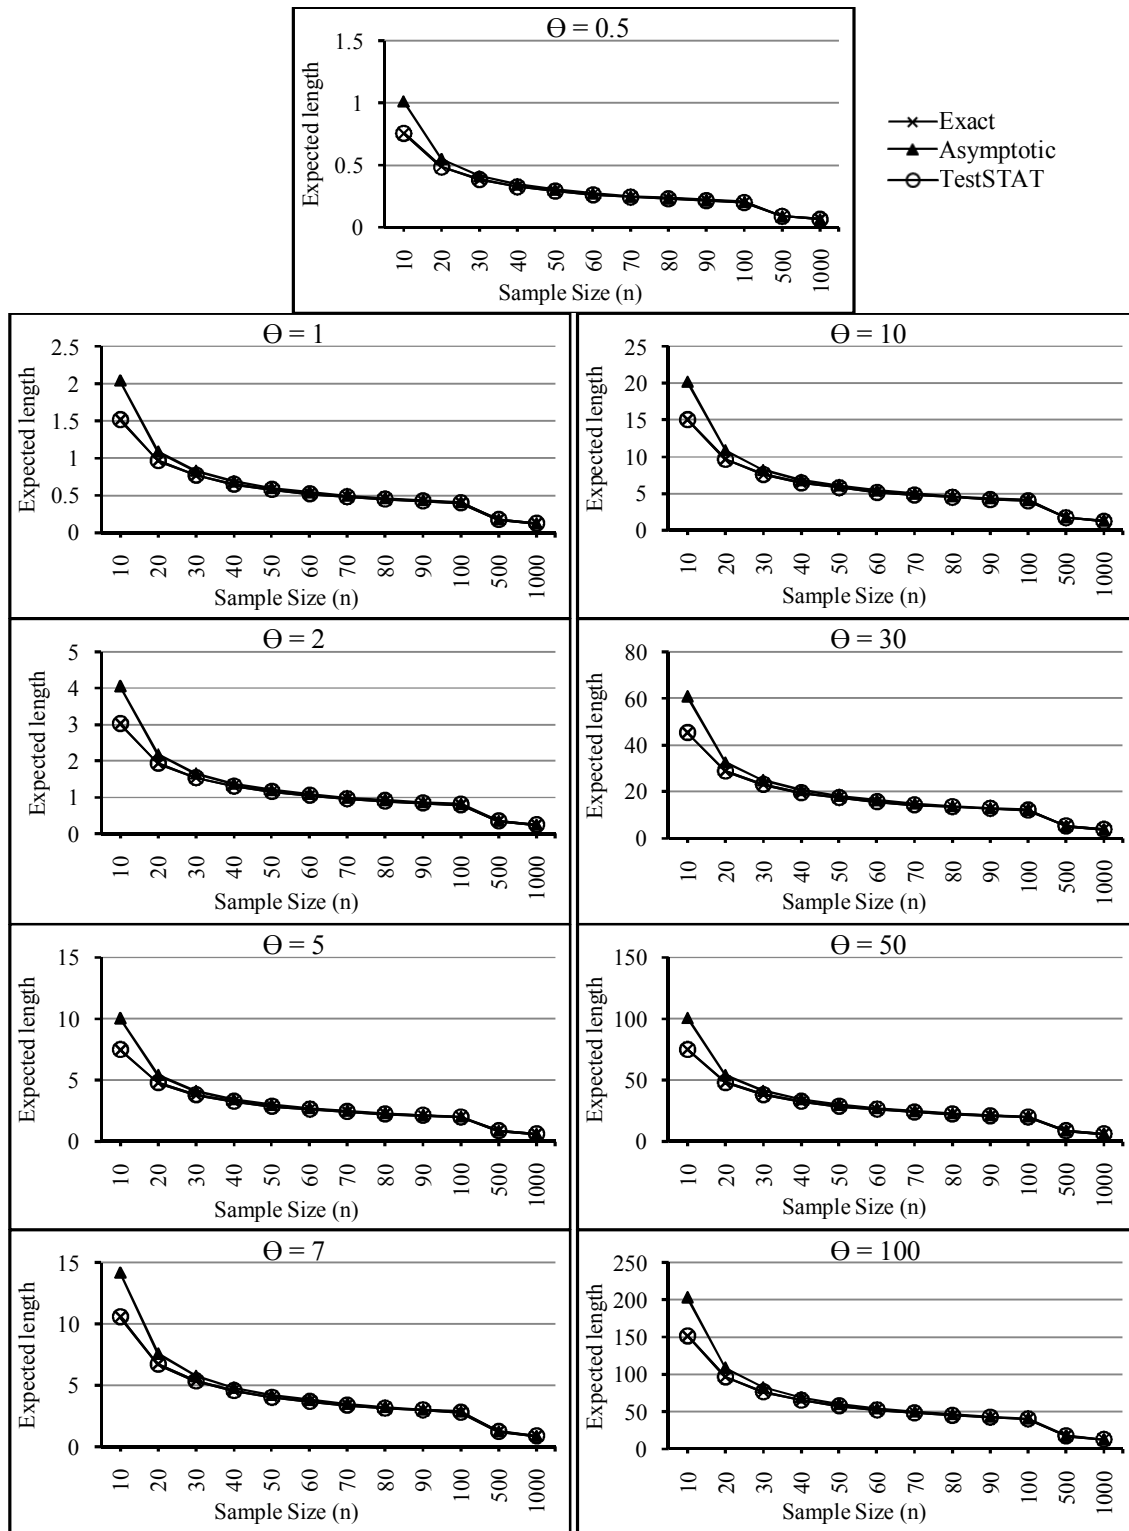 Ө = 0.5
Expected length
1.5
1
0.5
0
10 20 30 40 50 60 70 80 90 100 500 1000
Sample Size (n)
Exact
Asymptotic
TestSTAT
Ө = 1
Expected length
2.5
2
1.5
1
0.5
0
10 20 30 40 50 60 70 80 90 100 500 1000
Sample Size (n)
Ө = 10
Expected length
25
20
15
10
5
0
10 20 30 40 50 60 70 80 90 100 500 1000
Sample Size (n)
Ө = 2
Expected length
5
4
3
2
1
0
10 20 30 40 50 60 70 80 90 100 500 1000
Sample Size (n)
Ө = 30
Expected length
80
60
40
20
0
10 20 30 40 50 60 70 80 90 100 500 1000
Sample Size (n)
Ө = 5
Expected length
15
10
5
0
10 20 30 40 50 60 70 80 90 100 500 1000
Sample Size (n)
Ө = 50
Expected length
150
100
50
0
10 20 30 40 50 60 70 80 90 100 500 1000
Sample Size (n)
Ө = 7
Expected length
15
10
5
0
10 20 30 40 50 60 70 80 90 100 500 1000
Sample Size (n)
Ө = 100
Expected length
250
200
150
100
50
0
10 20 30 40 50 60 70 80 90 100 500 1000
Sample Size (n)